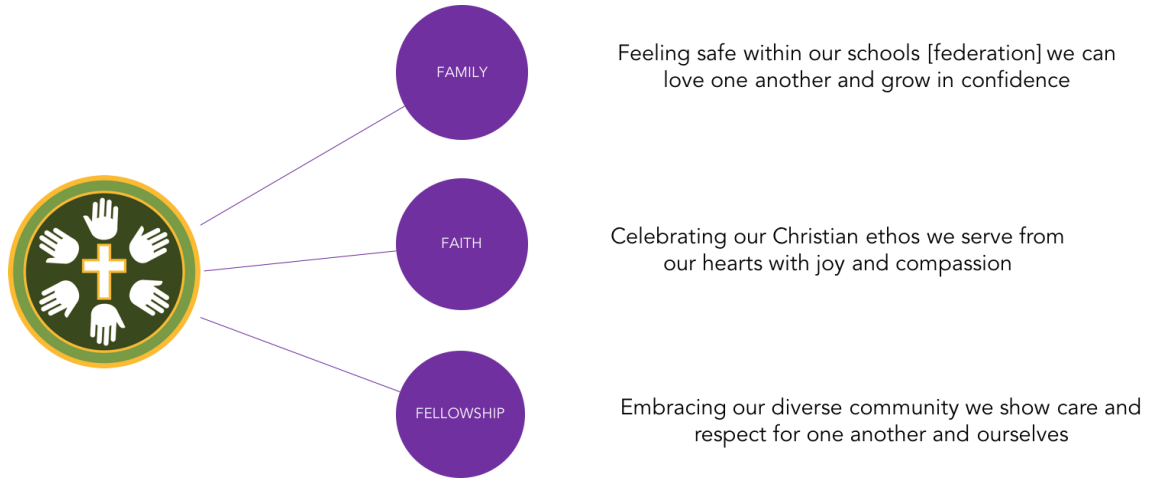 FAMILY
Feeling safe within our schools [federation] we can
love one another and grow in confidence
FAITH
Celebrating our Christian ethos we serve from
our hearts with joy and compassion
FELLOWSHIP
Embracing our diverse community we show care and
respect for one another and ourselves